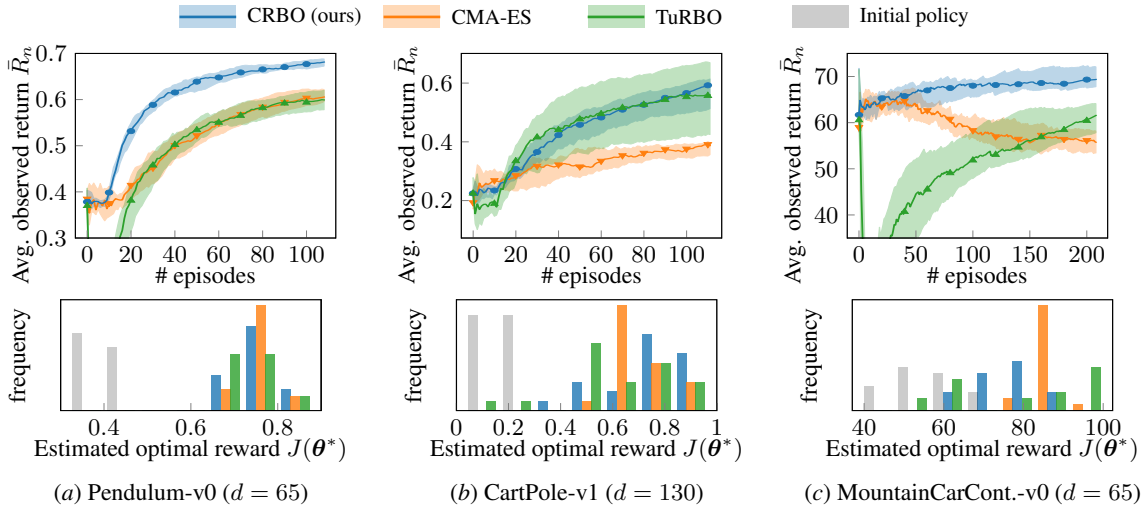 CRBO (ours) CMA-ES TuRBO Initial policy
Avg. observed return R̄ₙ
0.7
0.6
0.5
0.4
0.3
0 20 40 60 80 100
# episodes
Avg. observed return R̄ₙ
0.6
0.4
0.2
0 20 40 60 80 100
# episodes
Avg. observed return R̄ₙ
70
60
50
40
0 50 100 150 200
# episodes
frequency
0.4 0.6 0.8
Estimated optimal reward J(θ*)
frequency
0 0.2 0.4 0.6 0.8 1
Estimated optimal reward J(θ*)
frequency
40 60 80 100
Estimated optimal reward J(θ*)
(a) Pendulum-v0 (d = 65)
(b) CartPole-v1 (d = 130)
(c) MountainCarCont.-v0 (d = 65)